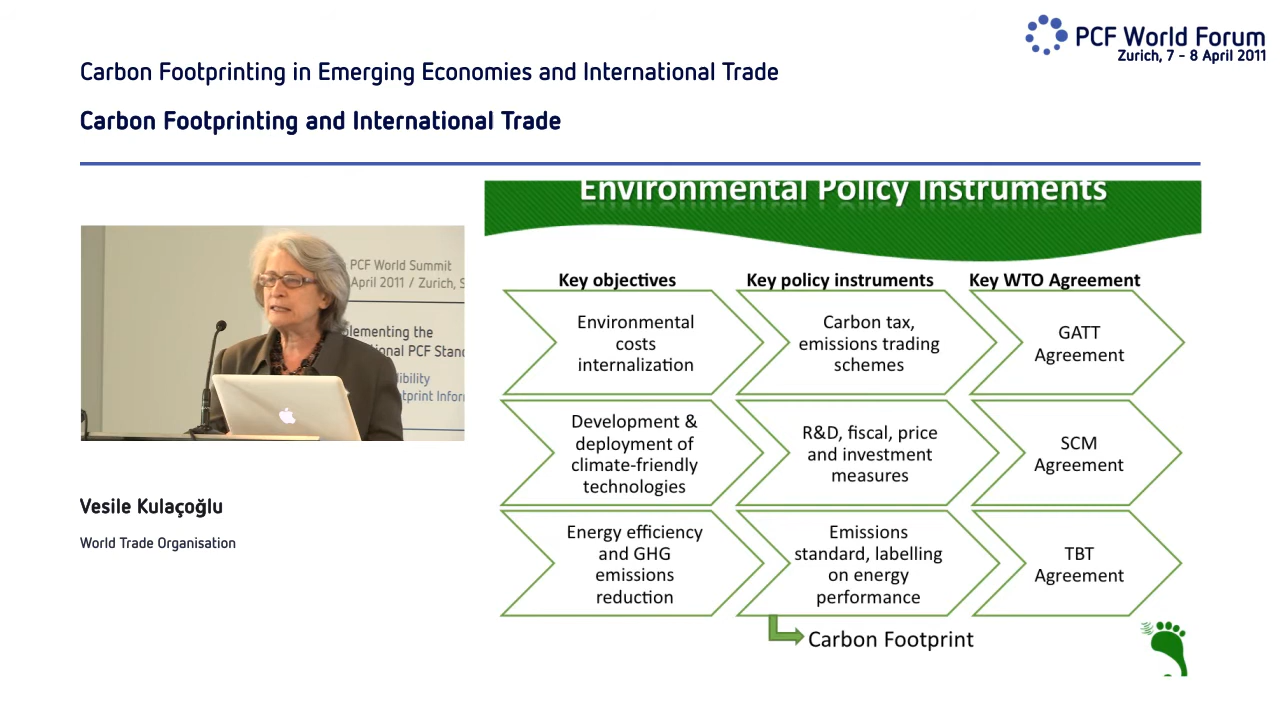 PCF World Forum
Zurich, 7 - 8 April 2011
Carbon Footprinting in Emerging Economies and International Trade
Carbon Footprinting and International Trade
PCF World Summit
April 2011 / Zurich, S
lementing the
onal PCF Stand
ibility
tprint Infor
Vesile Kulaçoğlu
World Trade Organisation
Environmental Policy Instruments
Key objectives
Key policy instruments
Key WTO Agreement
Environmental
costs
internalization
Carbon tax,
emissions trading
schemes
GATT
Agreement
Development &
deployment of
climate-friendly
technologies
R&D, fiscal, price
and investment
measures
SCM
Agreement
Energy efficiency
and GHG
emissions
reduction
Emissions
standard, labelling
on energy
performance
TBT
Agreement
Carbon Footprint